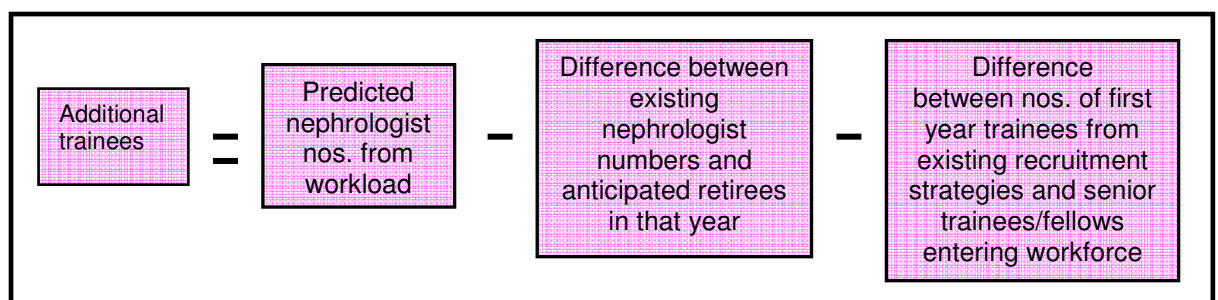 Additional
trainees
=
Predicted
nephrologist
nos. from
workload
-
Difference between
existing
nephrologist
numbers and
anticipated retirees
in that year
-
Difference
between nos. of first
year trainees from
existing recruitment
strategies and senior
trainees/fellows
entering workforce